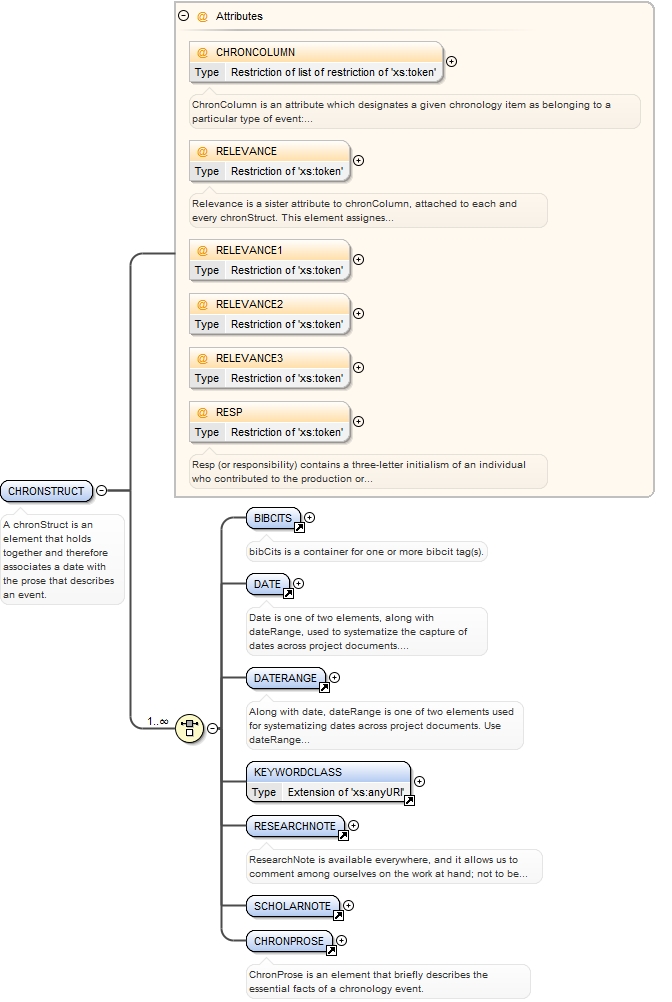 Attributes
@ CHRONCOLUMN
Type Restriction of list of restriction of 'xs:token'
ChronColumn is an attribute which designates a given chronology item as belonging to a
particular type of event:...
@ RELEVANCE
Type Restriction of 'xs:token'
Relevance is a sister attribute to chronColumn, attached to each and
every chronStruct. This element assignes...
@ RELEVANCE1
Type Restriction of 'xs:token'
@ RELEVANCE2
Type Restriction of 'xs:token'
@ RELEVANCE3
Type Restriction of 'xs:token'
@ RESP
Type Restriction of 'xs:token'
Resp (or responsibility) contains a three-letter initialism of an individual
who contributed to the production or...
CHRONSTRUCT
A chronStruct is an
element that holds
together and therefore
associates a date with
the prose that describes
an event.
1..∞
BIBCITS
bibCits is a container for one or more bibcit tag(s).
DATE
Date is one of two elements, along with
dateRange, used to systematize the capture of
dates across project documents....
DATERANGE
Along with date, dateRange is one of two elements used
for systematizing dates across project documents. Use
dateRange...
KEYWORDCLASS
Type Extension of 'xs:anyURI'
RESEARCHNOTE
ResearchNote is available everywhere, and it allows us to
comment among ourselves on the work at hand; not to be...
SCHOLARNOTE
CHRONPROSE
ChronProse is an element that briefly describes the
essential facts of a chronology event.